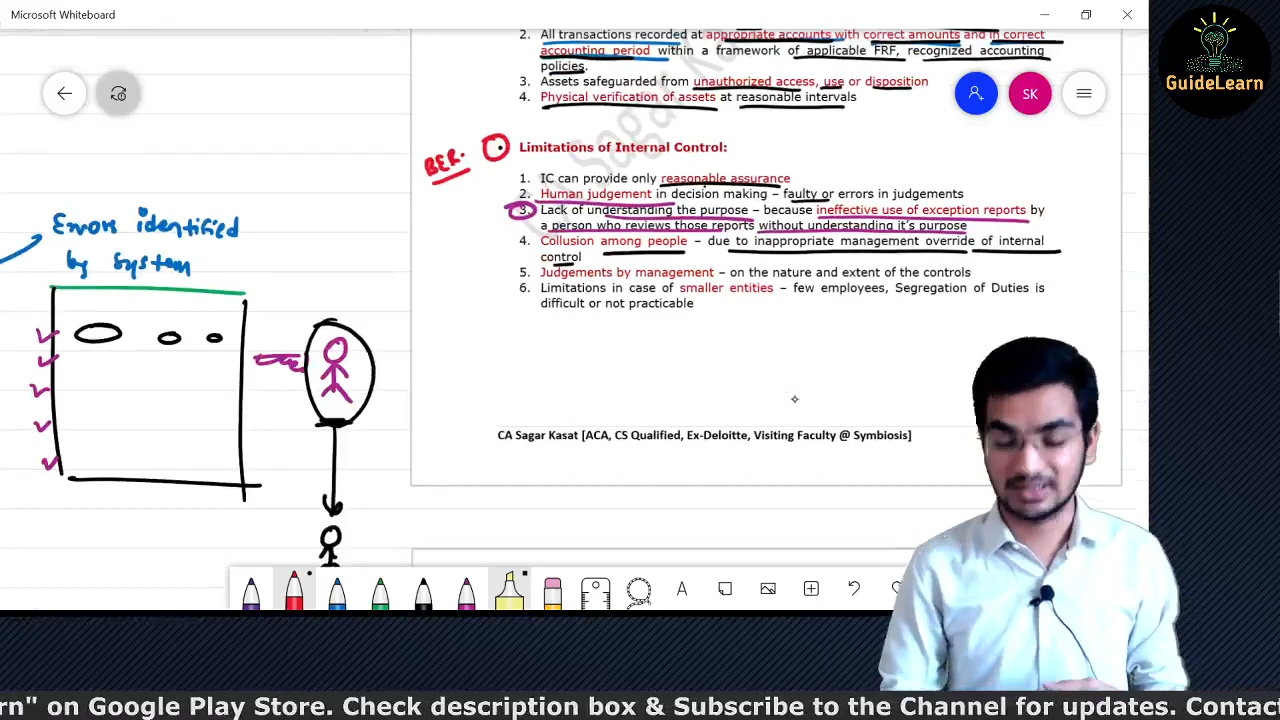 Microsoft Whiteboard
2. All transactions recorded at appropriate accounts with correct amounts and in correct
accounting period within a framework of applicable FRF, recognized accounting
policies.
3. Assets safeguarded from unauthorized access, use or disposition
4. Physical verification of assets at reasonable intervals
SK
GuideLearn
BER.
Limitations of Internal Control:
1. IC can provide only reasonable assurance
2. Human judgement in decision making – faulty or errors in judgements
3. Lack of understanding the purpose – because ineffective use of exception reports by
a person who reviews those reports without understanding it's purpose
4. Collusion among people – due to inappropriate management override of internal
control
5. Judgements by management – on the nature and extent of the controls
6. Limitations in case of smaller entities – few employees, Segregation of Duties is
difficult or not practicable
Errors identified
by System
CA Sagar Kasat [ACA, CS Qualified, Ex-Deloitte, Visiting Faculty @ Symbiosis]
A
rn" on Google Play Store. Check description box & Subscribe to the Channel for updates. Contac